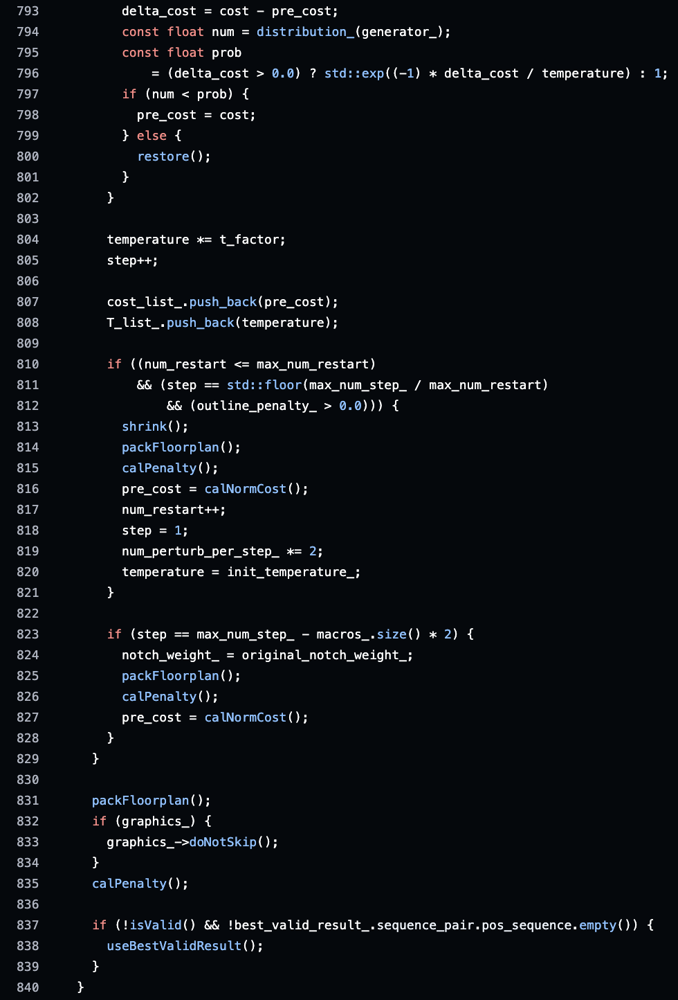 793 delta_cost = cost - pre_cost;
794 const float num = distribution_(generator_);
795 const float prob
796 = (delta_cost > 0.0) ? std::exp((-1) * delta_cost / temperature) : 1;
797 if (num < prob) {
798 pre_cost = cost;
799 } else {
800 restore();
801 }
802 }
803
804 temperature *= t_factor;
805 step++;
806
807 cost_list_.push_back(pre_cost);
808 T_list_.push_back(temperature);
809
810 if ((num_restart <= max_num_restart)
811 && (step == std::floor(max_num_step_ / max_num_restart)
812 && (outline_penalty_ > 0.0))) {
813 shrink();
814 packFloorplan();
815 calPenalty();
816 pre_cost = calNormCost();
817 num_restart++;
818 step = 1;
819 num_perturb_per_step_ *= 2;
820 temperature = init_temperature_;
821 }
822
823 if (step == max_num_step_ - macros_.size() * 2) {
824 notch_weight_ = original_notch_weight_;
825 packFloorplan();
826 calPenalty();
827 pre_cost = calNormCost();
828 }
829 }
830
831 packFloorplan();
832 if (graphics_) {
833 graphics_->doNotSkip();
834 }
835 calPenalty();
836
837 if (!isValid() && !best_valid_result_.sequence_pair.pos_sequence.empty()) {
838 useBestValidResult();
839 }
840 }